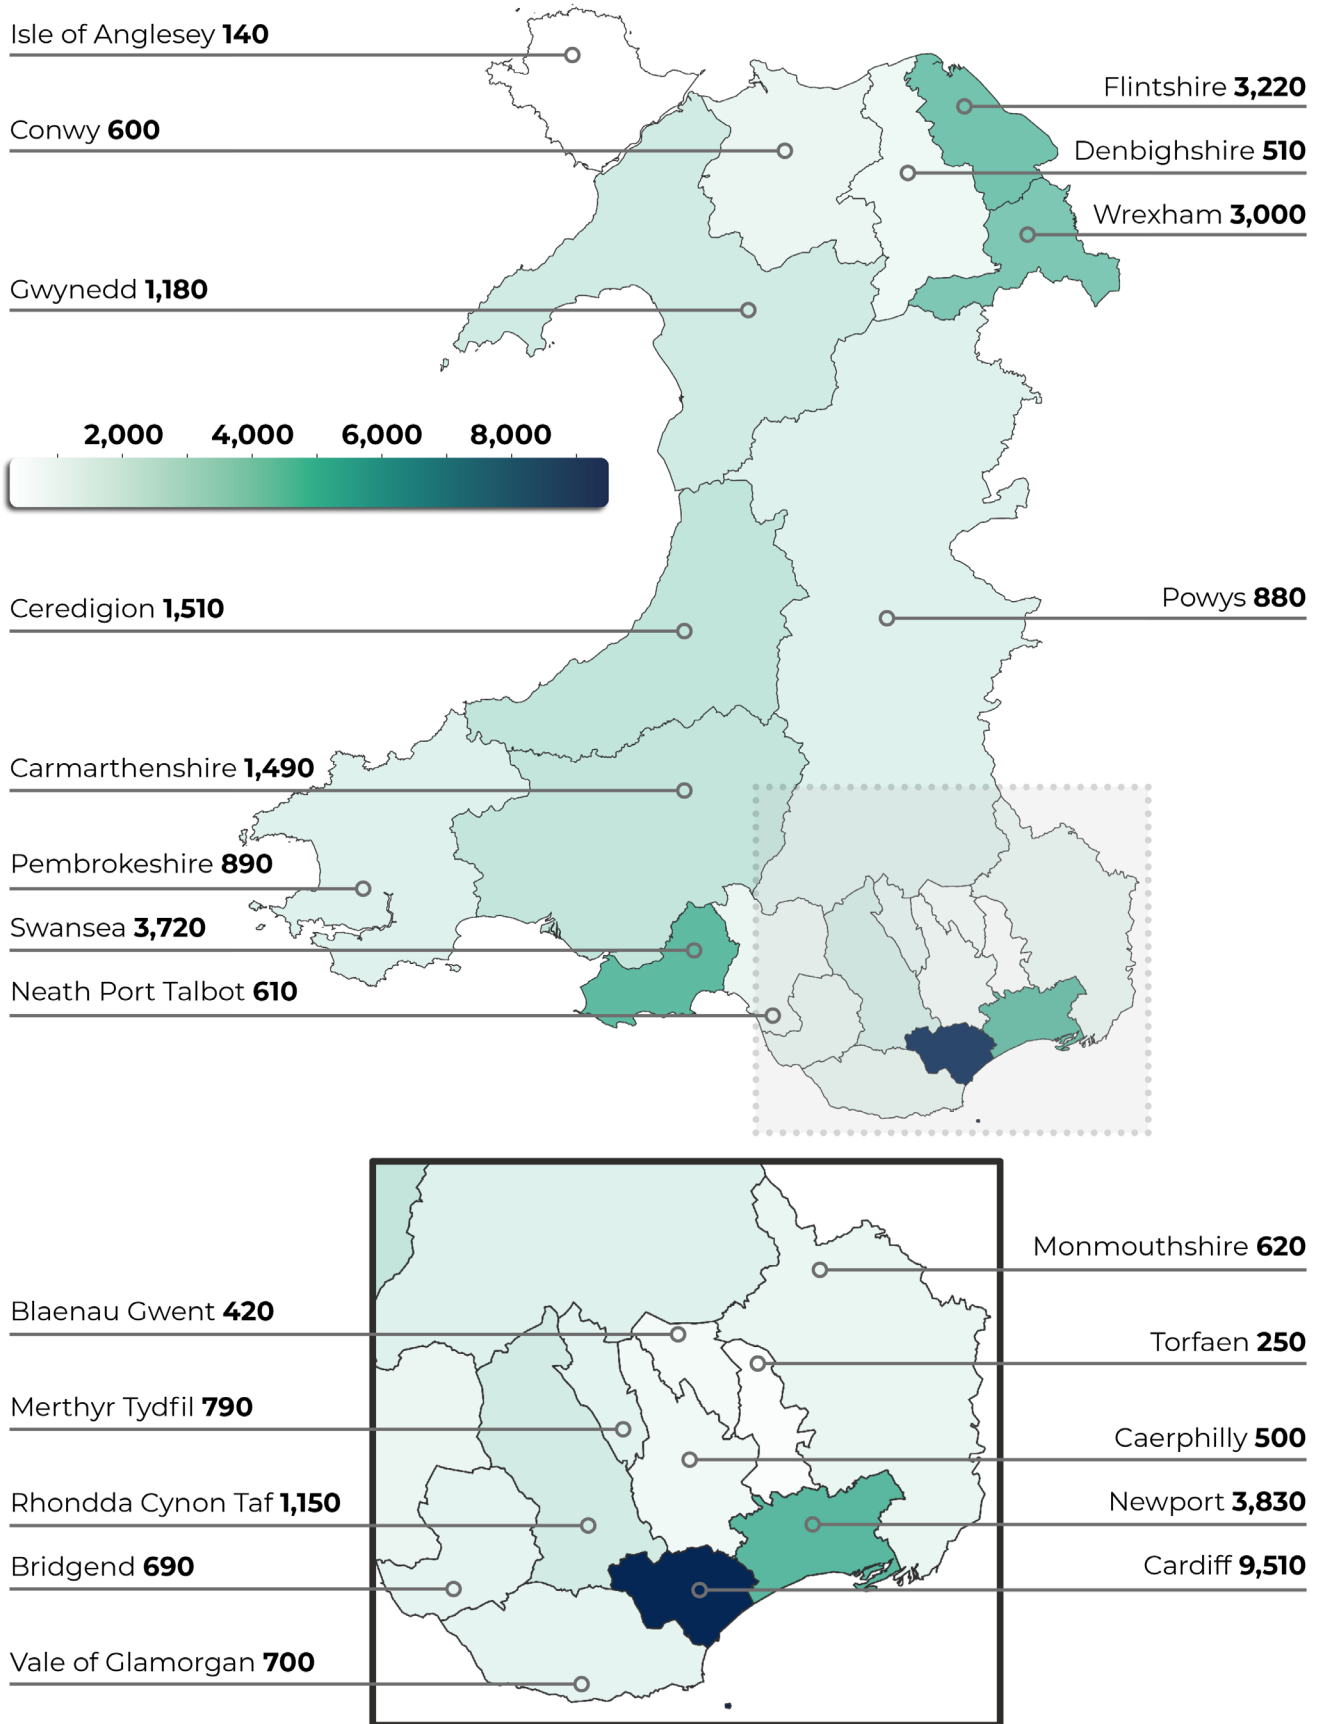 Isle of Anglesey 140
Flintshire 3,220
Conwy 600
Denbighshire 510
Wrexham 3,000
Gwynedd 1,180
2,000 4,000 6,000 8,000
Powys 880
Ceredigion 1,510
Carmarthenshire 1,490
Pembrokeshire 890
Swansea 3,720
Neath Port Talbot 610
Monmouthshire 620
Blaenau Gwent 420
Torfaen 250
Merthyr Tydfil 790
Caerphilly 500
Rhondda Cynon Taf 1,150
Newport 3,830
Bridgend 690
Cardiff 9,510
Vale of Glamorgan 700